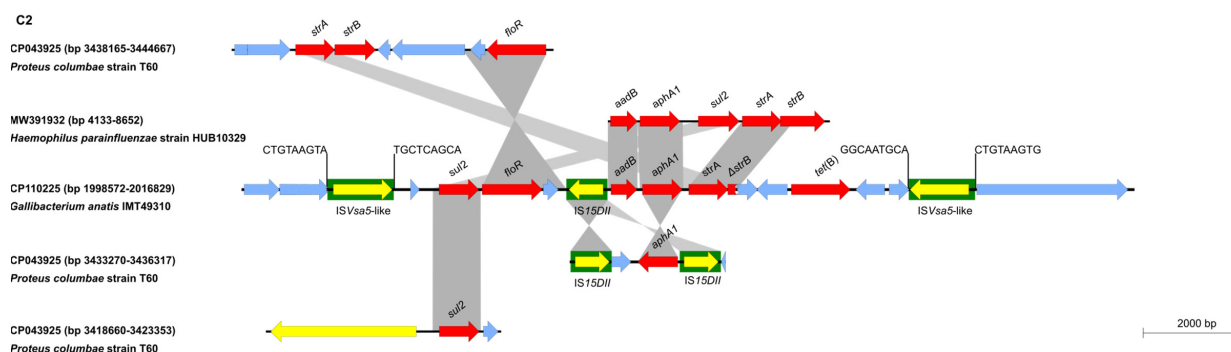 C2
strA strB floR
CP043925 (bp 3438165-3444667)
Proteus columbae strain T60
aadB aphA1 sul2 strA strB
MW391932 (bp 4133-8652)
Haemophilus parainfluenzae strain HUB10329
CTGTAAGTA TGCTCAGCA GGCAATGCA CTGTAAGTG
sul2 floR aadB aphA1 strA ΔstrB tet(B)
CP110225 (bp 1998572-2016829)
Gallibacterium anatis IMT49310
ISVsa5-like IS15DII ISVsa5-like
aphA1
CP043925 (bp 3433270-3436317)
Proteus columbae strain T60
IS15DII IS15DII
sul2
CP043925 (bp 3418660-3423353)
Proteus columbae strain T60
2000 bp